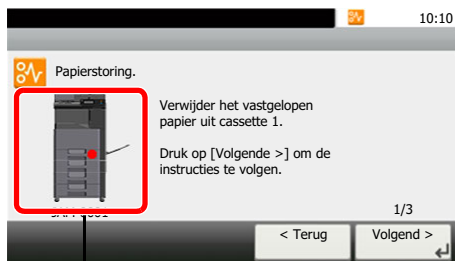 10:10
Papierstoring.
Verwijder het vastgelopen
papier uit cassette 1.
Druk op [Volgende >] om de
instructies te volgen.
1/3
< Terug
Volgend >